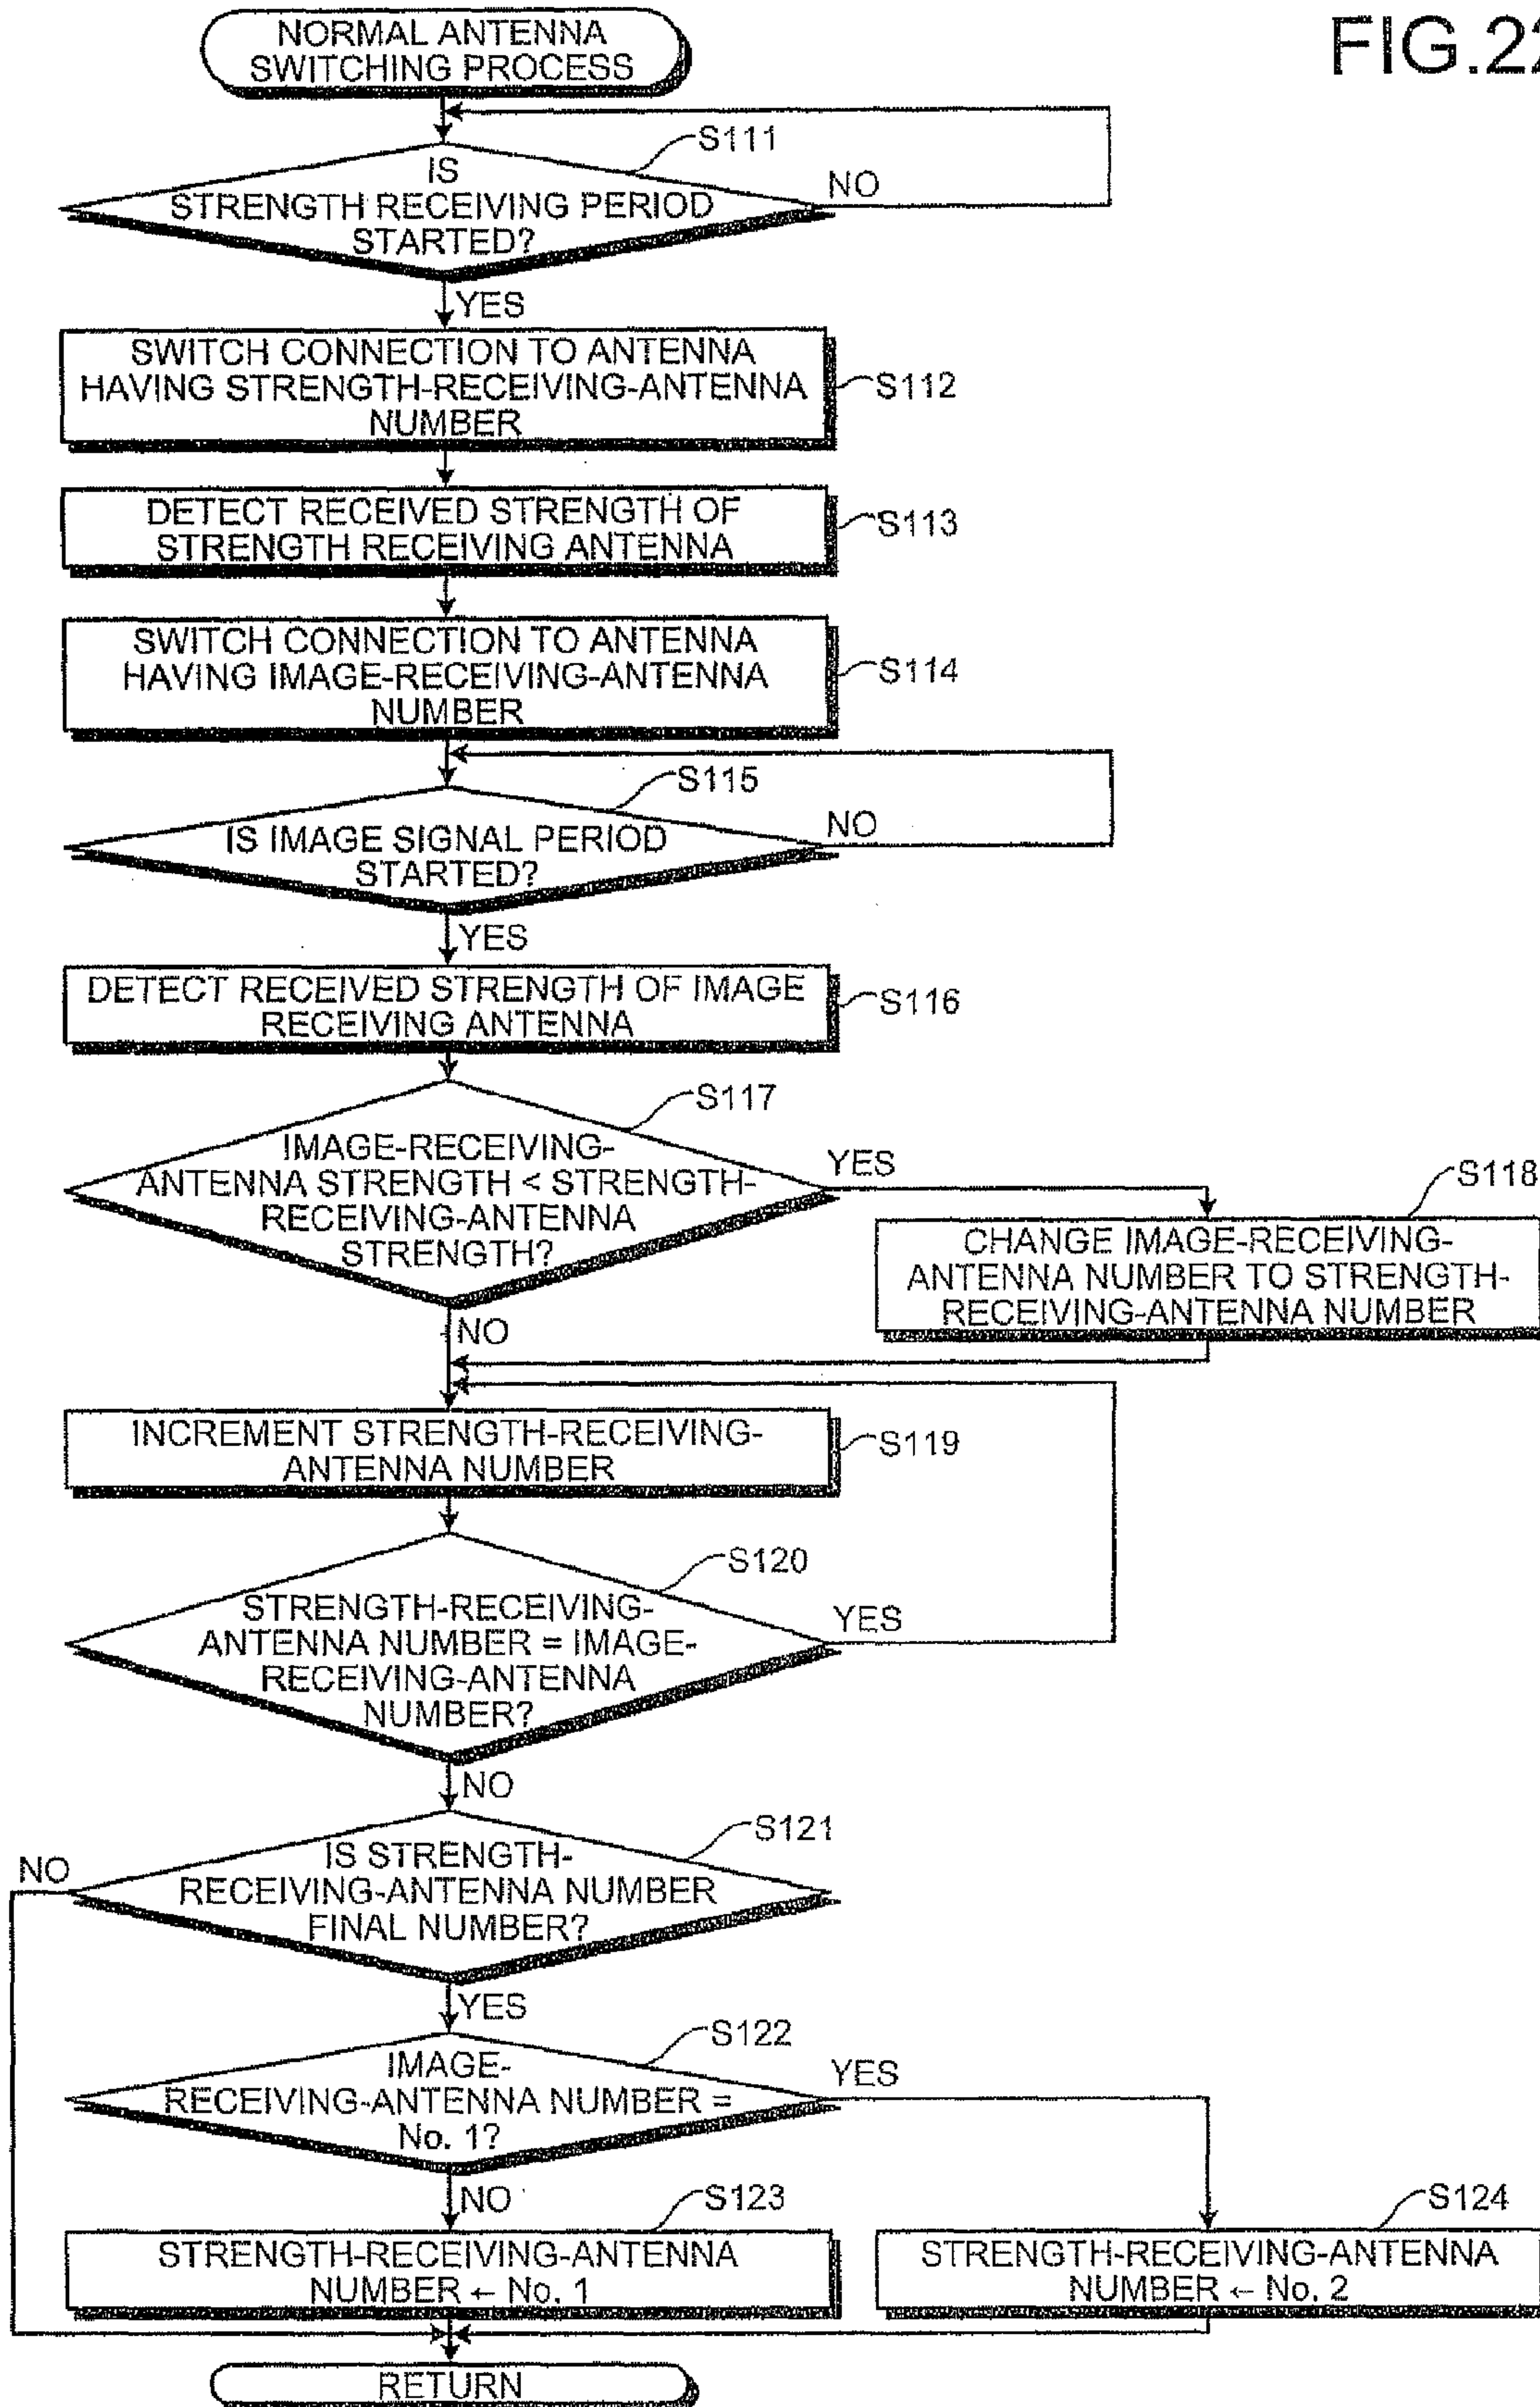 FIG.22
NORMAL ANTENNA
SWITCHING PROCESS
S111
IS
STRENGTH RECEIVING PERIOD
STARTED?
NO
YES
SWITCH CONNECTION TO ANTENNA
HAVING STRENGTH-RECEIVING-ANTENNA
NUMBER
S112
DETECT RECEIVED STRENGTH OF
STRENGTH RECEIVING ANTENNA
S113
SWITCH CONNECTION TO ANTENNA
HAVING IMAGE-RECEIVING-ANTENNA
NUMBER
S114
S115
IS IMAGE SIGNAL PERIOD
STARTED?
NO
YES
DETECT RECEIVED STRENGTH OF IMAGE
RECEIVING ANTENNA
S116
S117
IMAGE-RECEIVING-
ANTENNA STRENGTH < STRENGTH-
RECEIVING-ANTENNA
STRENGTH?
YES
S118
CHANGE IMAGE-RECEIVING-
ANTENNA NUMBER TO STRENGTH-
RECEIVING-ANTENNA NUMBER
NO
INCREMENT STRENGTH-RECEIVING-
ANTENNA NUMBER
S119
S120
STRENGTH-RECEIVING-
ANTENNA NUMBER = IMAGE-
RECEIVING-ANTENNA
NUMBER?
YES
NO
S121
IS STRENGTH-
RECEIVING-ANTENNA NUMBER
FINAL NUMBER?
NO
YES
S122
IMAGE-
RECEIVING-ANTENNA NUMBER =
No. 1?
YES
NO
S123
STRENGTH-RECEIVING-ANTENNA
NUMBER ← No. 1
S124
STRENGTH-RECEIVING-ANTENNA
NUMBER ← No. 2
RETURN